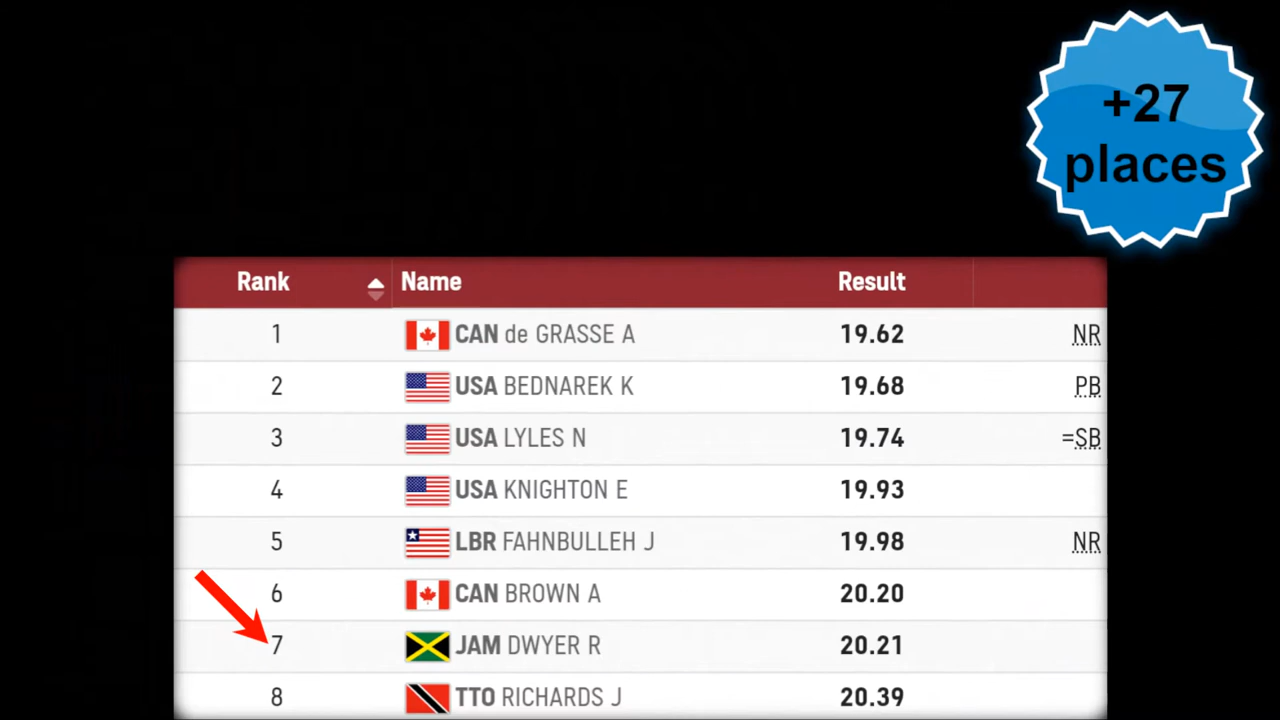 +27
places
Rank Name Result
1 CAN de GRASSE A 19.62 NR
2 USA BEDNAREK K 19.68 PB
3 USA LYLES N 19.74 =SB
4 USA KNIGHTON E 19.93
5 LBR FAHNBULLEH J 19.98 NR
6 CAN BROWN A 20.20
7 JAM DWYER R 20.21
8 TTO RICHARDS J 20.39